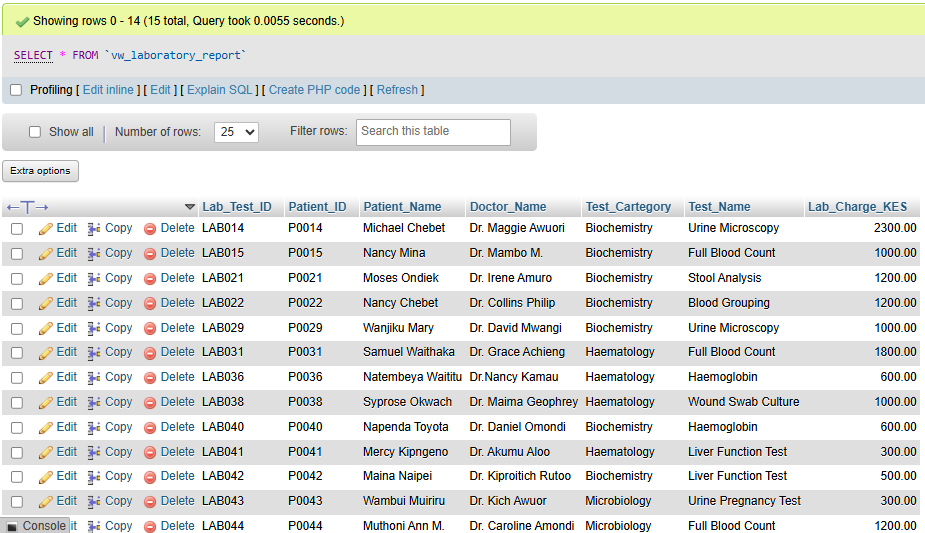 Showing rows 0 - 14 (15 total, Query took 0.0055 seconds.)
SELECT * FROM `vw_laboratory_report`
Profiling [ Edit inline ] [ Edit ] [ Explain SQL ] [ Create PHP code ] [ Refresh ]
Show all Number of rows: 25 Filter rows: Search this table
Extra options
←T→ Lab_Test_ID Patient_ID Patient_Name Doctor_Name Test_Cartegory Test_Name Lab_Charge_KES
Edit Copy Delete LAB014 P0014 Michael Chebet Dr. Maggie Awuori Biochemistry Urine Microscopy 2300.00
Edit Copy Delete LAB015 P0015 Nancy Mina Dr. Mambo M. Biochemistry Full Blood Count 1000.00
Edit Copy Delete LAB021 P0021 Moses Ondiek Dr. Irene Amuro Biochemistry Stool Analysis 1200.00
Edit Copy Delete LAB022 P0022 Nancy Chebet Dr. Collins Philip Biochemistry Blood Grouping 1200.00
Edit Copy Delete LAB029 P0029 Wanjiku Mary Dr. David Mwangi Biochemistry Urine Microscopy 1000.00
Edit Copy Delete LAB031 P0031 Samuel Waithaka Dr. Grace Achieng Haematology Full Blood Count 1800.00
Edit Copy Delete LAB036 P0036 Natembeya Waititu Dr.Nancy Kamau Haematology Haemoglobin 600.00
Edit Copy Delete LAB038 P0038 Syprose Okwach Dr. Maima Geophrey Haematology Wound Swab Culture 1000.00
Edit Copy Delete LAB040 P0040 Napenda Toyota Dr. Daniel Omondi Biochemistry Haemoglobin 600.00
Edit Copy Delete LAB041 P0041 Mercy Kipngeno Dr. Akumu Aloo Haematology Liver Function Test 300.00
Edit Copy Delete LAB042 P0042 Maina Naipei Dr. Kiproitich Rutoo Biochemistry Liver Function Test 500.00
Edit Copy Delete LAB043 P0043 Wambui Muiriru Dr. Kich Awuor Microbiology Urine Pregnancy Test 300.00
Console Copy Delete LAB044 P0044 Muthoni Ann M. Dr. Caroline Amondi Microbiology Full Blood Count 1200.00